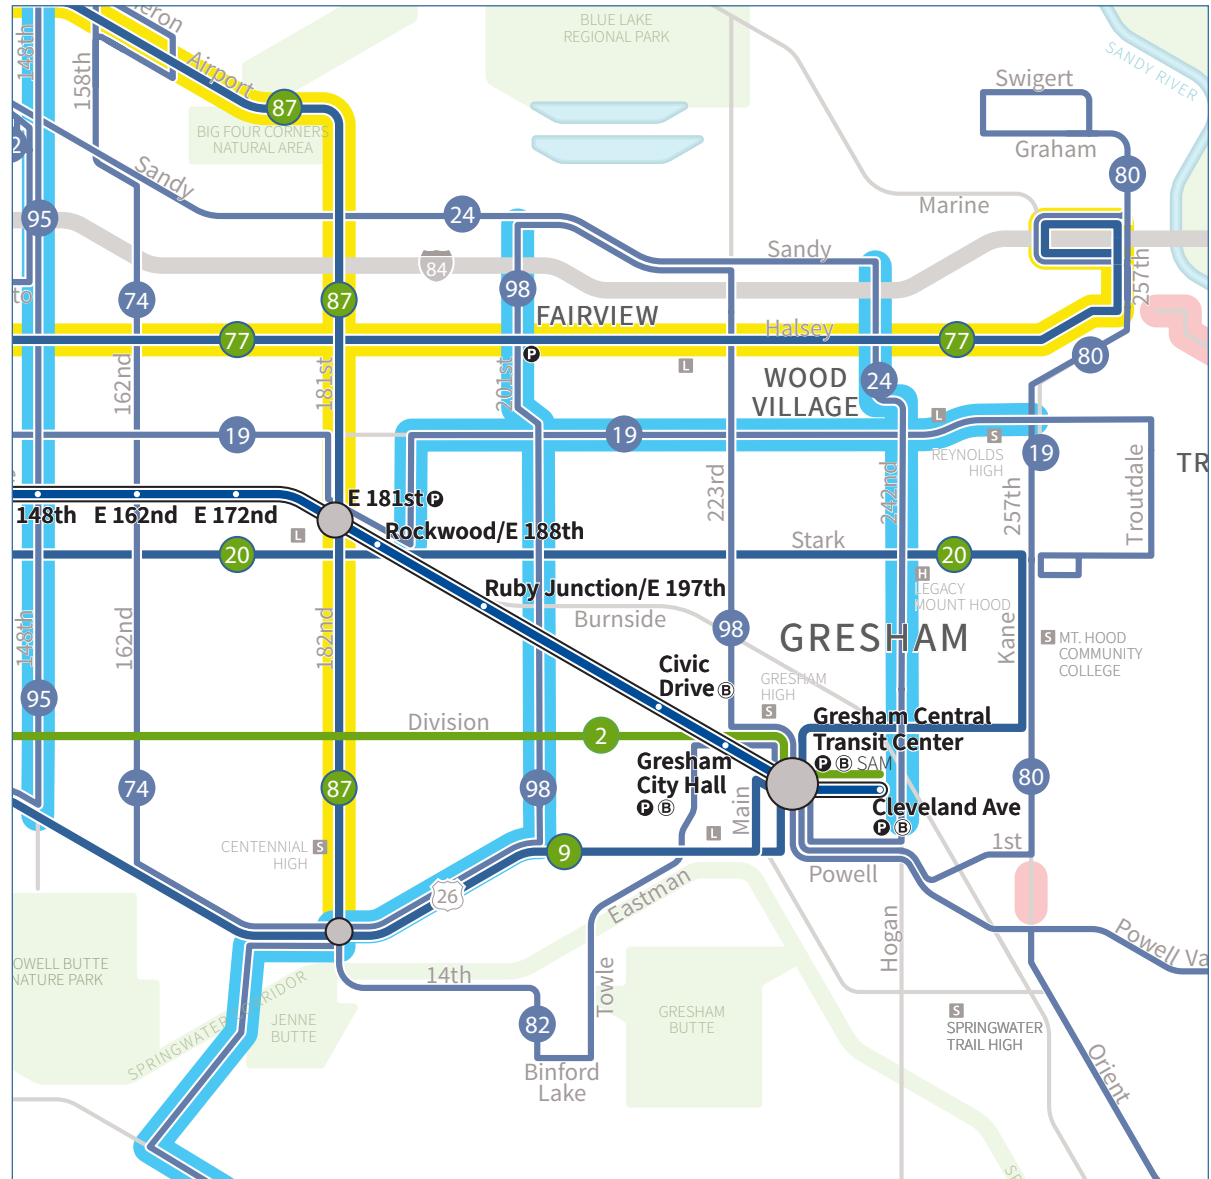 148th
158th
eron
Airport
87
BLUE LAKE
REGIONAL PARK
SANDY RIVER
Swigert
Graham
80
BIG FOUR CORNERS
NATURAL AREA
2
Sandy
95
24
Marine
Sandy
84
257th
to
74
87
98
FAIRVIEW
77
Halsey
77
80
P
L
162nd
181st
201st
WOOD
VILLAGE
24
19
19
L
S
REYNOLDS
HIGH
19
TR
223rd
242nd
257th
Troutdale
148th
E 162nd
E 172nd
E 181st P
L
Rockwood/E 188th
20
Stark
20
H
LEGACY
MOUNT HOOD
Ruby Junction/E 197th
Burnside
148th
162nd
182nd
98
GRESHAM
Kane
S
MT. HOOD
COMMUNITY
COLLEGE
Civic
Drive B
GRESHAM
HIGH
S
95
Division
2
Gresham Central
Transit Center
P B SAM
Gresham
City Hall
P B
74
87
98
80
Main
Cleveland Ave
P B
L
CENTENNIAL
HIGH
S
9
1st
Powell
26
Eastman
Hogan
Powell Va
OWELL BUTTE
NATURE PARK
14th
Towle
SPRINGWATER CORRIDOR
JENNE
BUTTE
82
GRESHAM
BUTTE
S
SPRINGWATER
TRAIL HIGH
Binford
Lake
Orient
SP